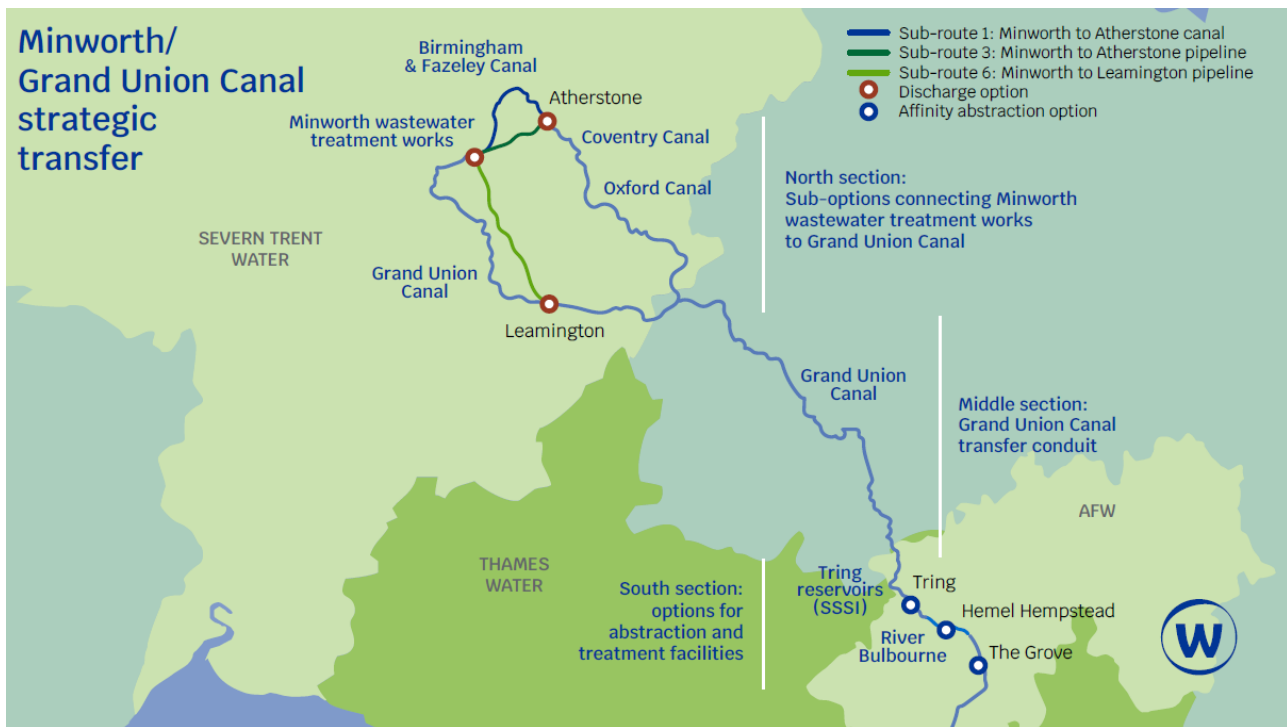 Minworth/
Grand Union Canal
strategic
transfer
Sub-route 1: Minworth to Atherstone canal
Sub-route 3: Minworth to Atherstone pipeline
Sub-route 6: Minworth to Leamington pipeline
Discharge option
Affinity abstraction option
Birmingham
& Fazeley Canal
Atherstone
Minworth wastewater
treatment works
Coventry Canal
Oxford Canal
North section:
Sub-options connecting Minworth
wastewater treatment works
to Grand Union Canal
SEVERN TRENT
WATER
Grand Union
Canal
Leamington
Grand Union
Canal
Middle section:
Grand Union Canal
transfer conduit
AFW
THAMES
WATER
South section:
options for
abstraction and
treatment facilities
Tring
reservoirs
(SSSI)
Tring
Hemel Hempstead
River
Bulbourne
The Grove
W